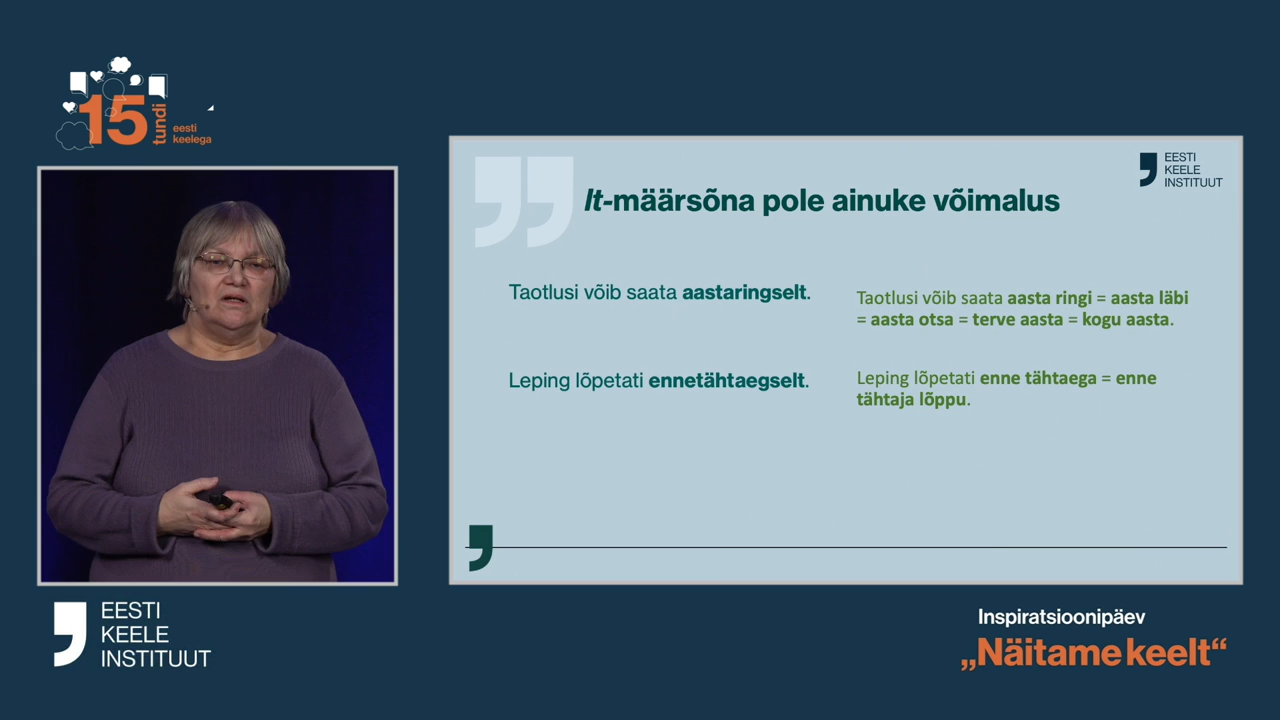 15
tundi
eesti
keelega
EESTI
KEELE
INSTITUUT
lt-määrsõna pole ainuke võimalus
Taotlusi võib saata aastaringselt.
Taotlusi võib saata aasta ringi = aasta läbi
= aasta otsa = terve aasta = kogu aasta.
Leping lõpetati ennetähtaegselt.
Leping lõpetati enne tähtaega = enne
tähtaja lõppu.
EESTI
KEELE
INSTITUUT
Inspiratsioonipäev
„Näitame keelt“